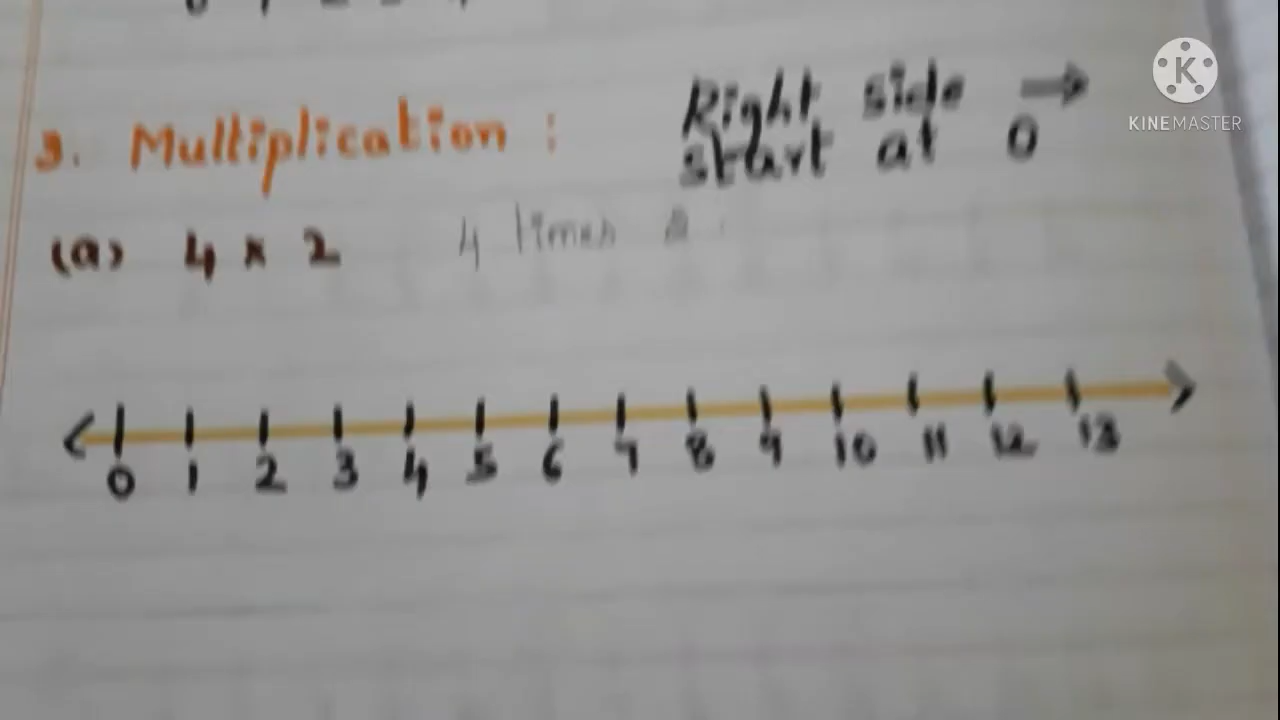 3. Multiplication :
Right side →
start at 0
(a) 4 x 2
4 times 2
0 1 2 3 4 5 6 7 8 9 10 11 12 13
KINEMASTER